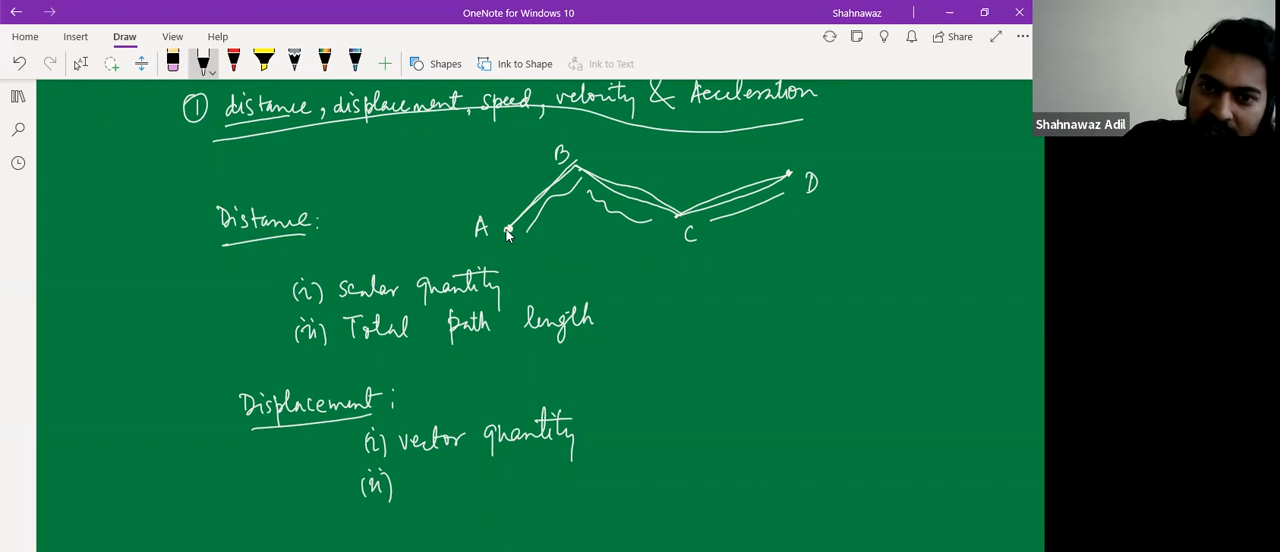 OneNote for Windows 10
Shahnawaz
Home Insert Draw View Help
Share
Shapes Ink to Shape Ink to Text
Shahnawaz Adil
① distance, displacement, speed, velocity & Acceleration
B
D
A
C
Distance:
(i) scalar quantity
(ii) Total path length
Displacement:
(i) vector quantity
(ii)